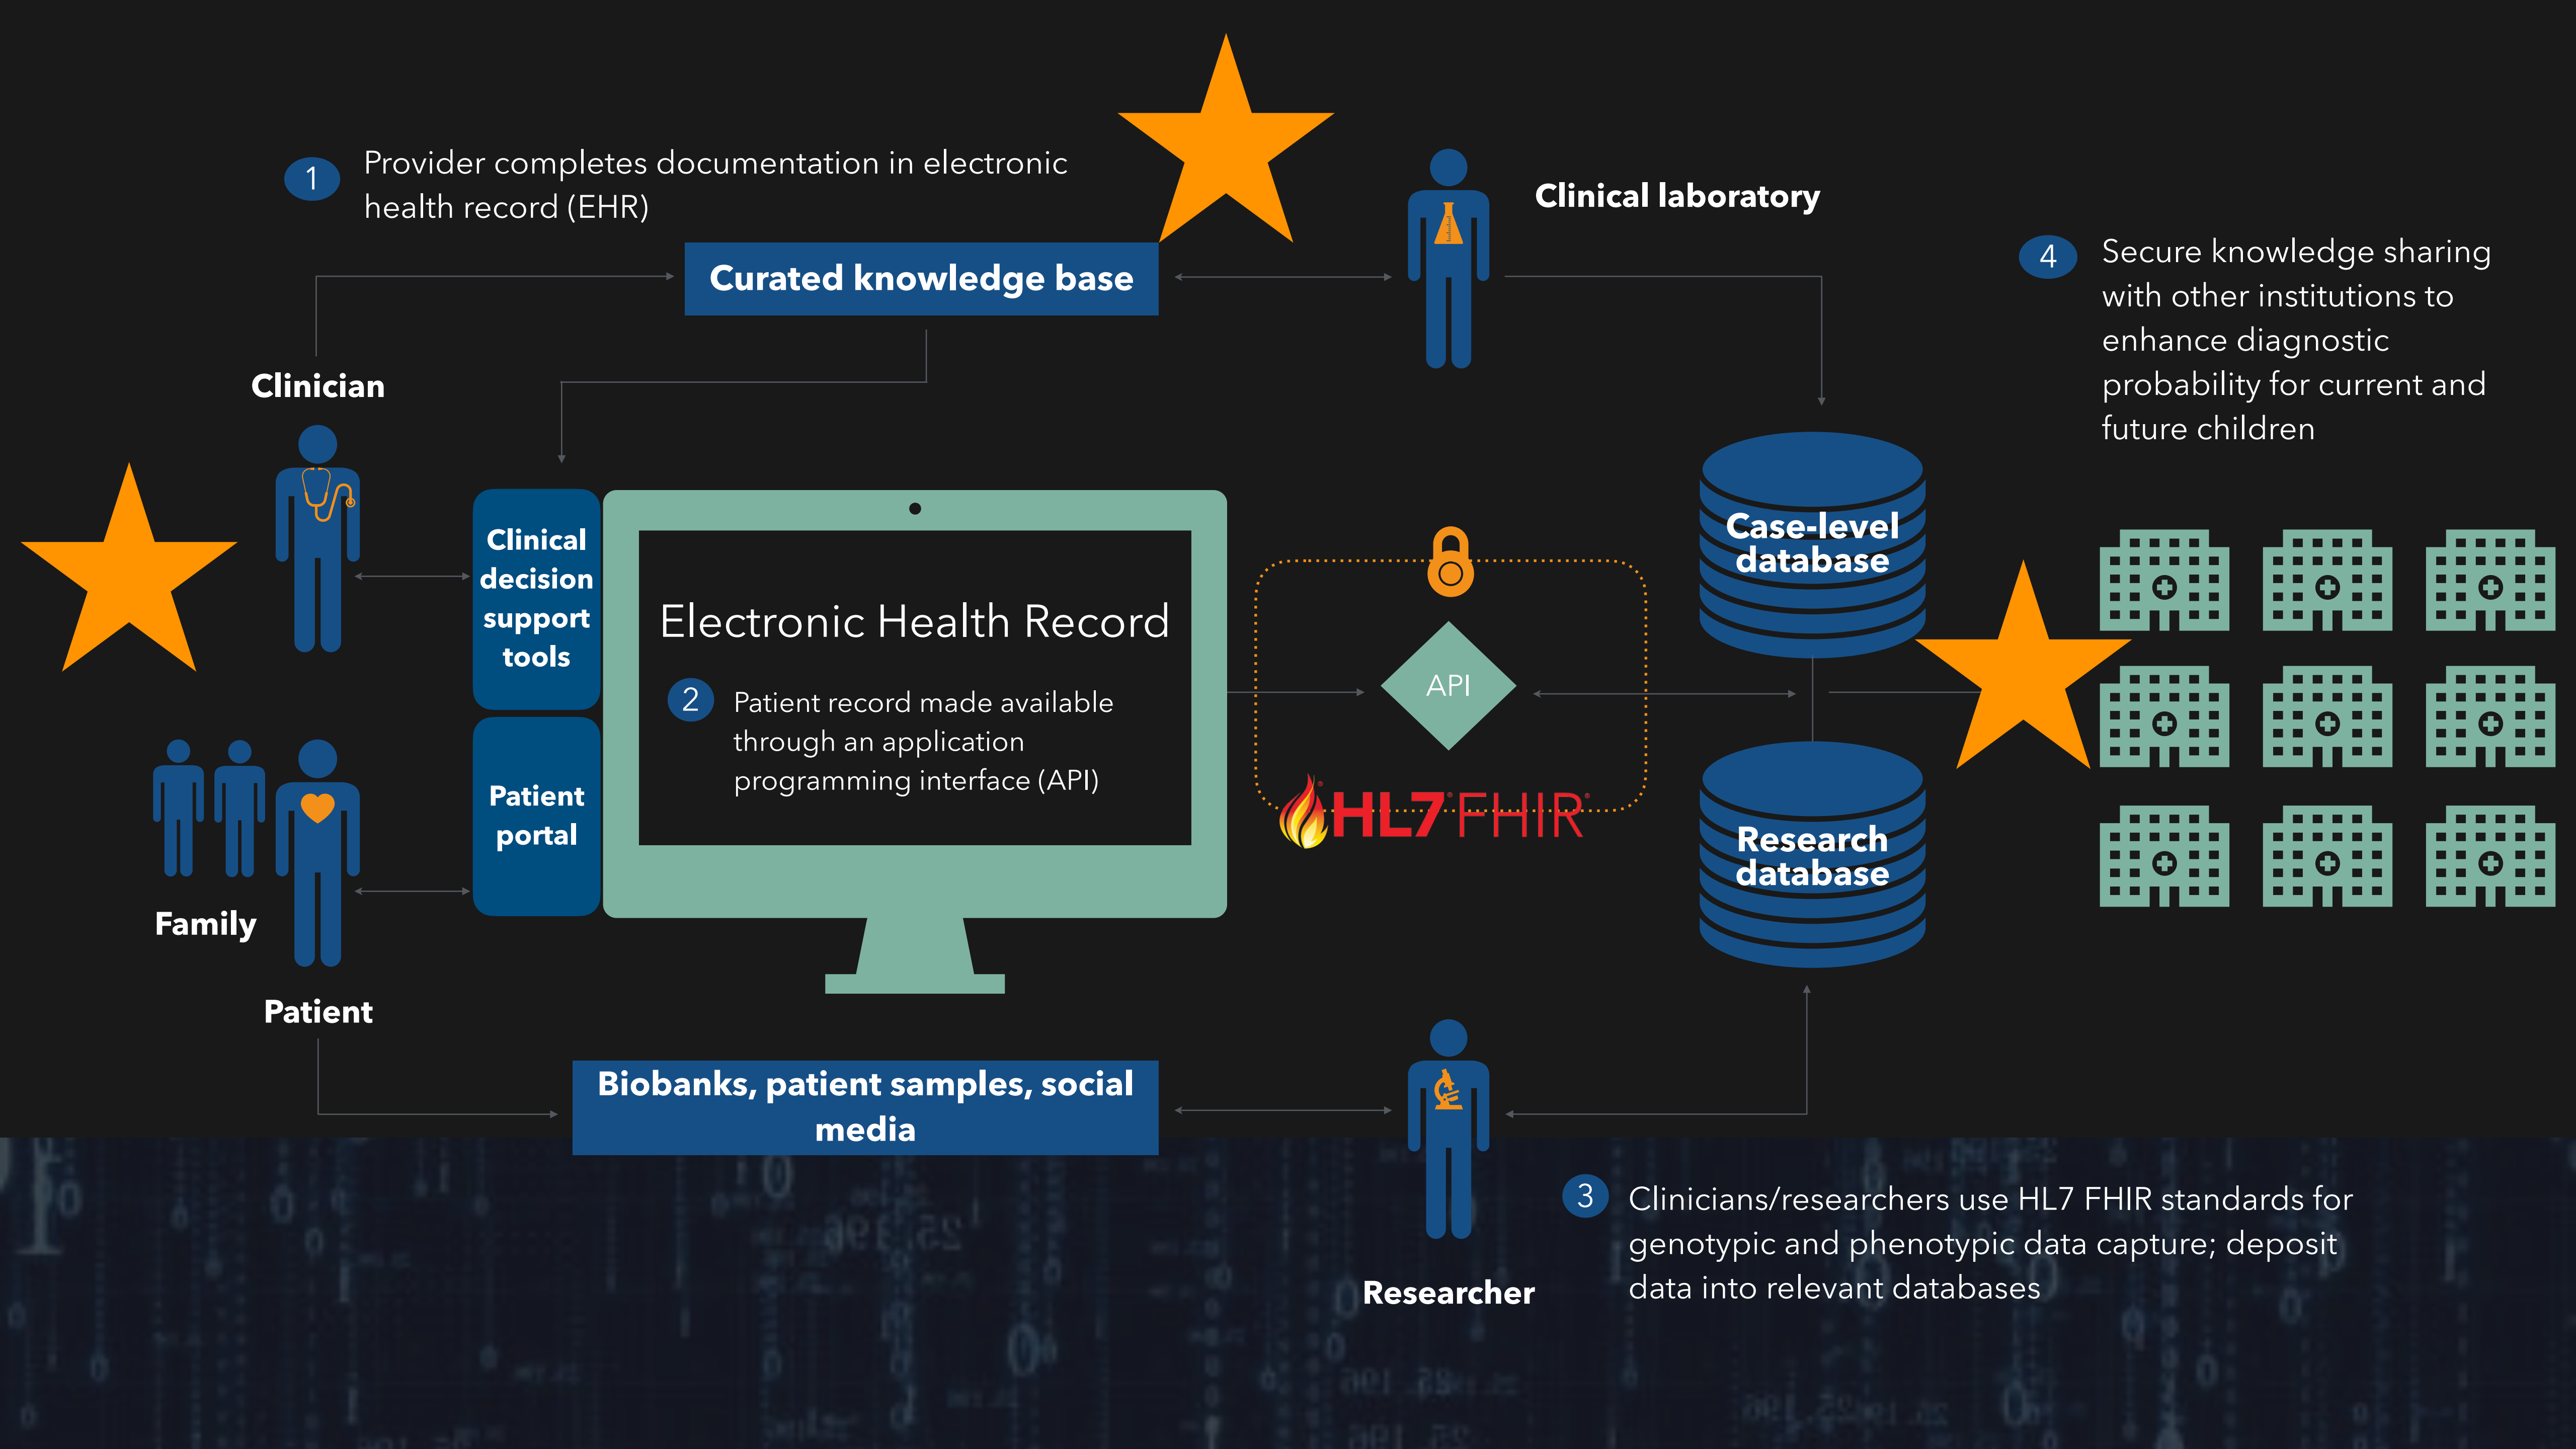 1
Provider completes documentation in electronic
health record (EHR)
Curated knowledge base
Clinical laboratory
4
Secure knowledge sharing
with other institutions to
enhance diagnostic
probability for current and
future children
Clinician
Clinical
decision
support
tools
Electronic Health Record
2
Patient record made available
through an application
programming interface (API)
Patient
portal
API
HL7® FHIR®
Case-level
database
Research
database
Family
Patient
Biobanks, patient samples, social
media
Researcher
3
Clinicians/researchers use HL7 FHIR standards for
genotypic and phenotypic data capture; deposit
data into relevant databases